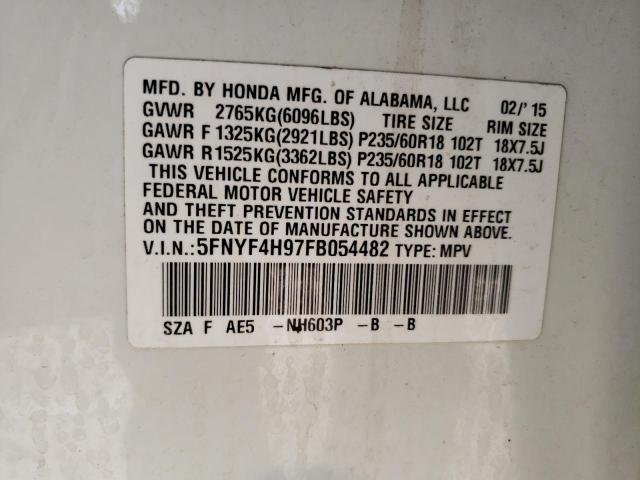 MFD. BY HONDA MFG. OF ALABAMA, LLC 02/'15
GVWR 2765KG(6096LBS) TIRE SIZE RIM SIZE
GAWR F 1325KG(2921LBS) P235/60R18 102T 18X7.5J
GAWR R1525KG(3362LBS) P235/60R18 102T 18X7.5J
THIS VEHICLE CONFORMS TO ALL APPLICABLE
FEDERAL MOTOR VEHICLE SAFETY
AND THEFT PREVENTION STANDARDS IN EFFECT
ON THE DATE OF MANUFACTURE SHOWN ABOVE.
V.I.N.:5FNYF4H97FB054482 TYPE: MPV
SZA F AE5 -NH603P -B -B